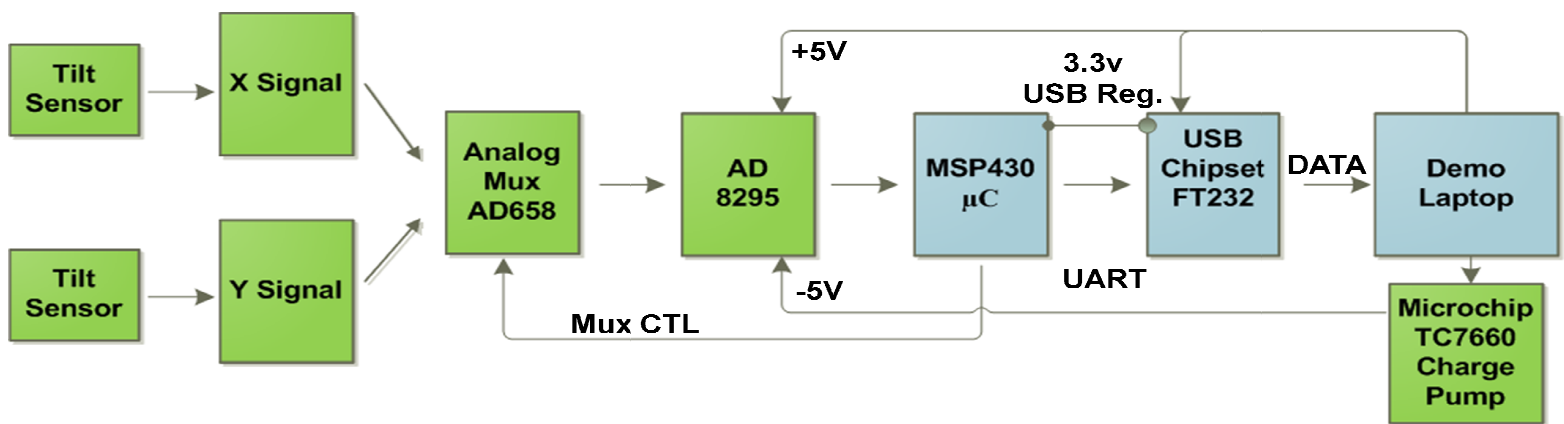 Tilt
Sensor
X Signal
Tilt
Sensor
Y Signal
Analog
Mux
AD658
Mux CTL
+5V
AD
8295
-5V
MSP430
µC
3.3v
USB Reg.
UART
USB
Chipset
FT232
DATA
Demo
Laptop
Microchip
TC7660
Charge
Pump